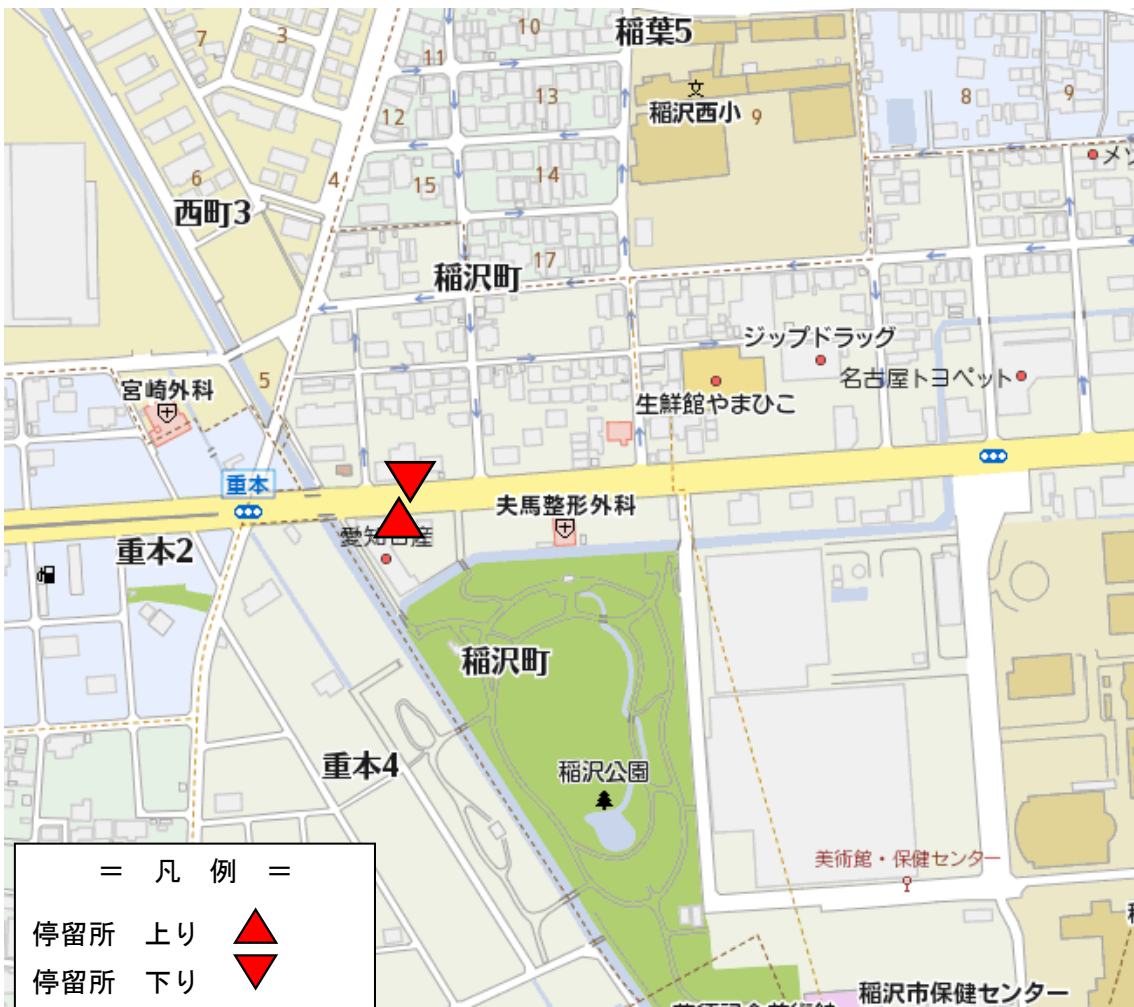 10
稲葉5
7
3
11
13
8
9
12
稲沢西小
9
メゾ
6
4
15
14
西町3
17
稲沢町
ジップドラッグ
5
名古屋トヨペット
宮崎外科
生鮮館やまひこ
重本
夫馬整形外科
愛知日産
重本2
稲沢町
重本4
稲沢公園
美術館・保健センター
= 凡 例 =
停留所 上り
停留所 下り
稲沢市保健センター